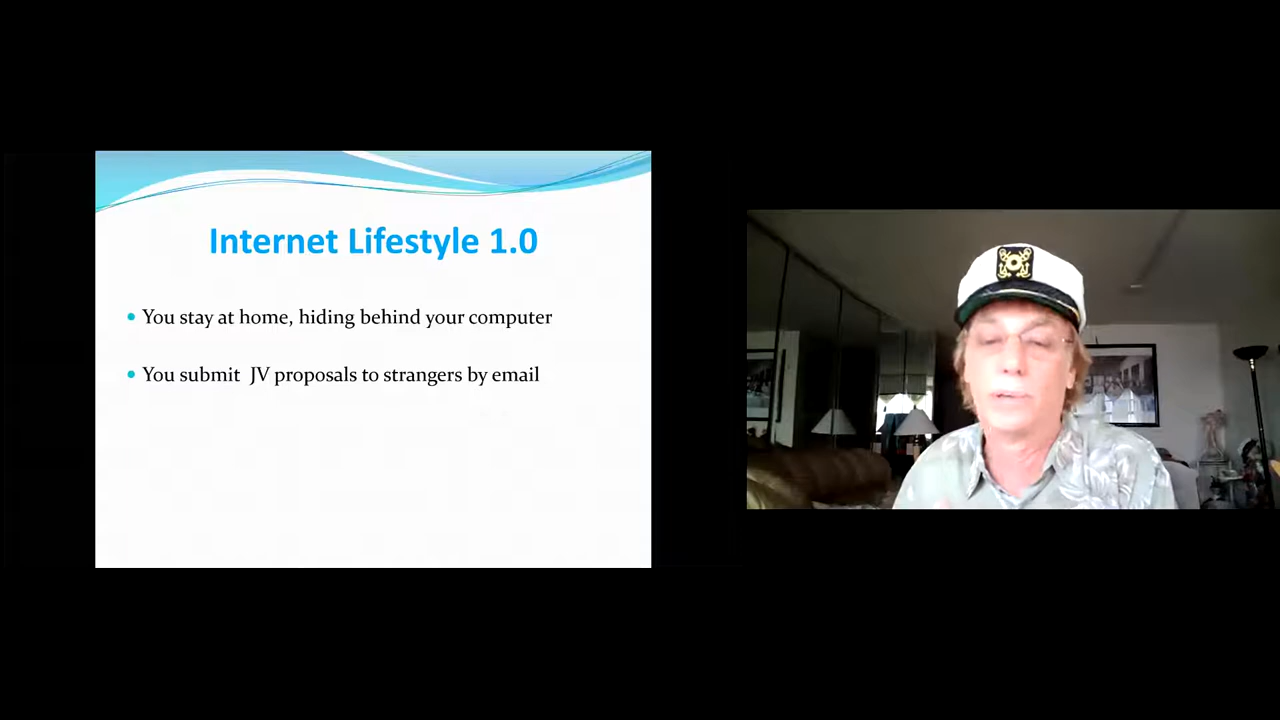 Internet Lifestyle 1.0
You stay at home, hiding behind your computer
You submit  JV proposals to strangers by email